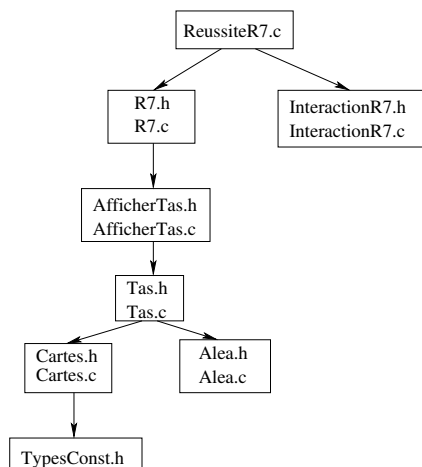 ReussiteR7.c
R7.h
R7.c
InteractionR7.h
InteractionR7.c
AfficherTas.h
AfficherTas.c
Tas.h
Tas.c
Cartes.h
Cartes.c
Alea.h
Alea.c
TypesConst.h